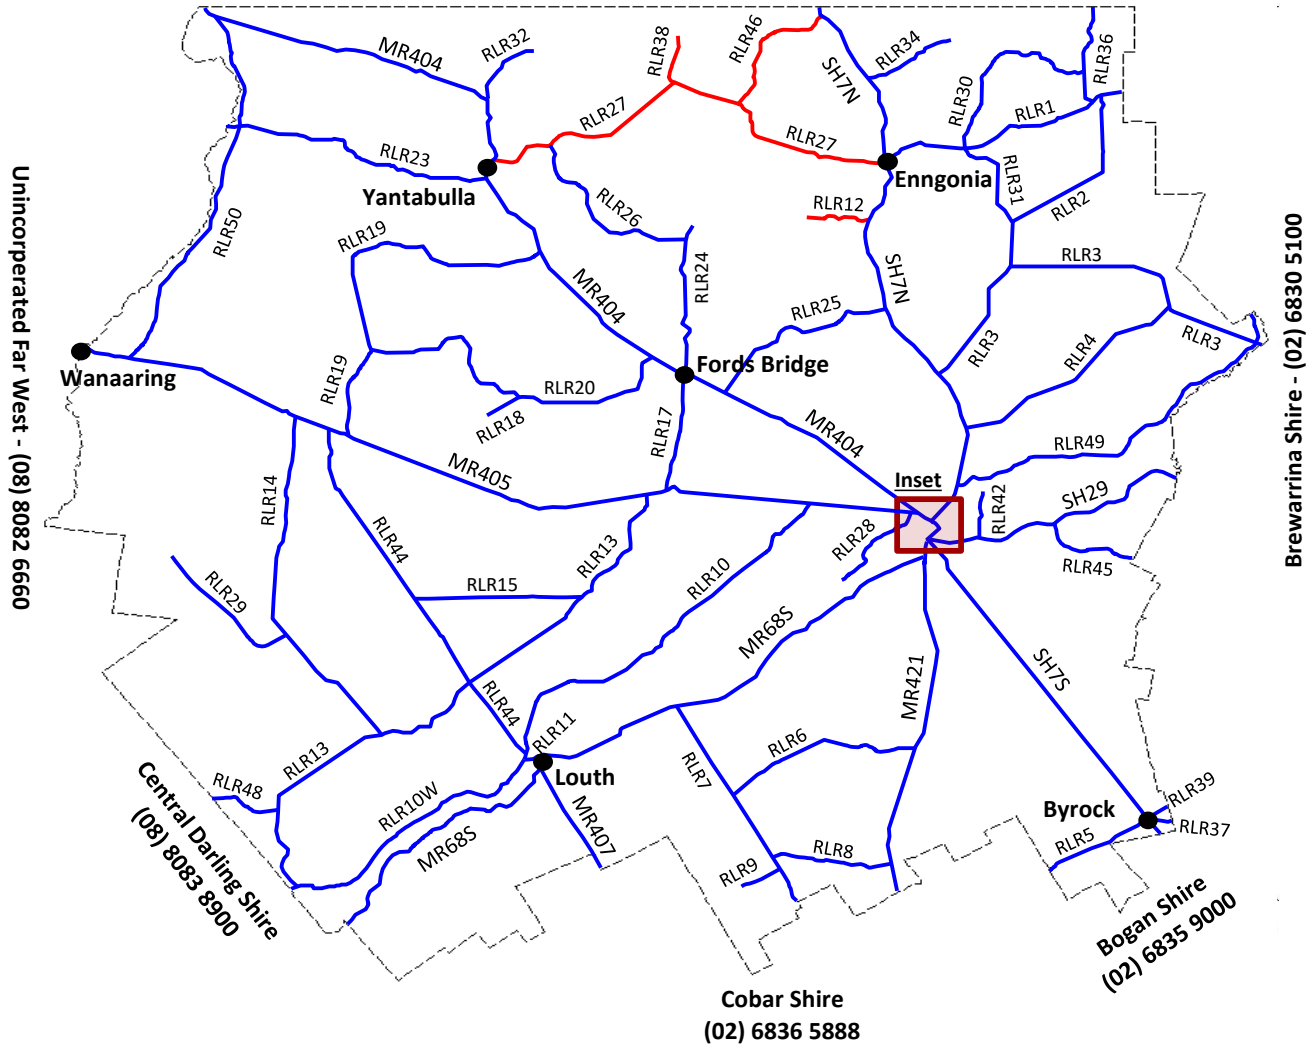 MR404
RLR32
RLR38
RLR46
SH7N
RLR34
RLR36
RLR30
RLR1
RLR27
RLR27
RLR23
Yantabulla
Enngonia
RLR31
RLR2
RLR12
RLR26
RLR50
RLR19
RLR24
MR404
SH7N
RLR3
RLR25
RLR3
RLR4
RLR3
Wanaaring
Fords Bridge
RLR19
RLR20
RLR18
RLR17
MR404
RLR49
MR405
Inset
RLR42
SH29
RLR14
RLR44
RLR13
RLR28
RLR45
RLR15
RLR10
RLR29
MR68S
MR421
SH7S
RLR44
RLR11
RLR13
RLR6
RLR7
Louth
RLR48
RLR10W
MR68S
MR407
RLR8
RLR9
Byrock
RLR39
RLR37
RLR5
Unincorperated Far West - (08) 8082 6660
Brewarrina Shire - (02) 6830 5100
Central Darling Shire
(08) 8083 8900
Bogan Shire
(02) 6835 9000
Cobar Shire
(02) 6836 5888